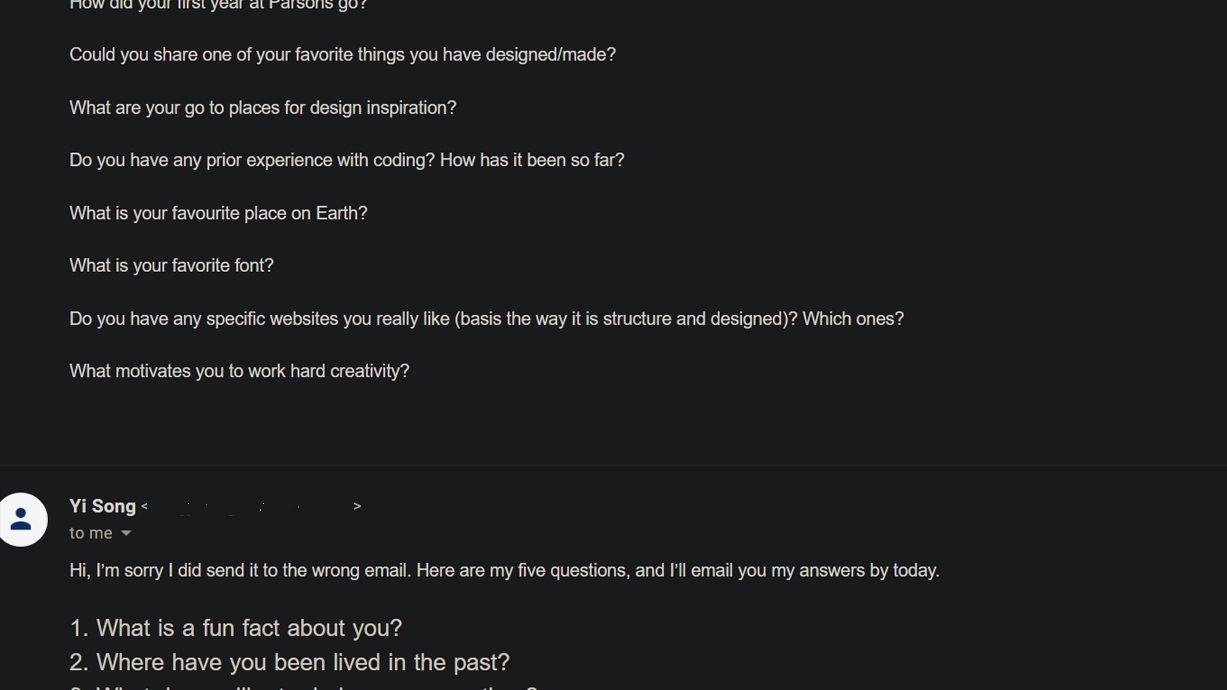 How did your first year at Parsons go?
Could you share one of your favorite things you have designed/made?
What are your go to places for design inspiration?
Do you have any prior experience with coding? How has it been so far?
What is your favourite place on Earth?
What is your favorite font?
Do you have any specific websites you really like (basis the way it is structure and designed)? Which ones?
What motivates you to work hard creativity?
Yi Song < >
to me
Hi, I'm sorry I did send it to the wrong email. Here are my five questions, and I'll email you my answers by today.
1. What is a fun fact about you?
2. Where have you been lived in the past?